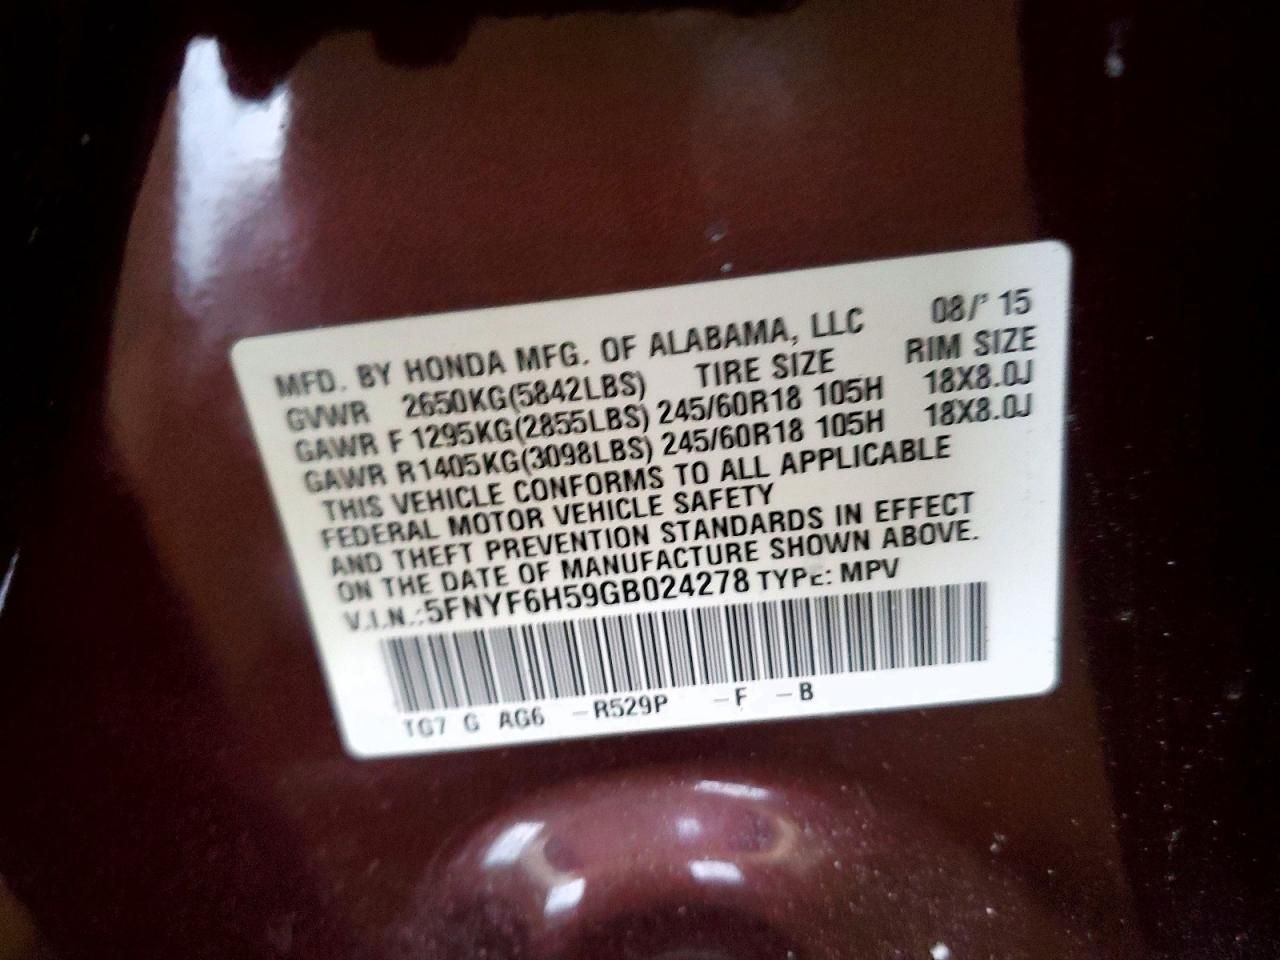 MFD. BY HONDA MFG. OF ALABAMA, LLC 08/' 15
GVWR 2650KG(5842LBS) TIRE SIZE RIM SIZE
GAWR F 1295KG(2855LBS) 245/60R18 105H 18X8.0J
GAWR R1405KG(3098LBS) 245/60R18 105H 18X8.0J
THIS VEHICLE CONFORMS TO ALL APPLICABLE
FEDERAL MOTOR VEHICLE SAFETY
AND THEFT PREVENTION STANDARDS IN EFFECT
ON THE DATE OF MANUFACTURE SHOWN ABOVE.
V.I.N.:5FNYF6H59GB024278 TYPE: MPV
TG7 G AG6 -R529P -F -B